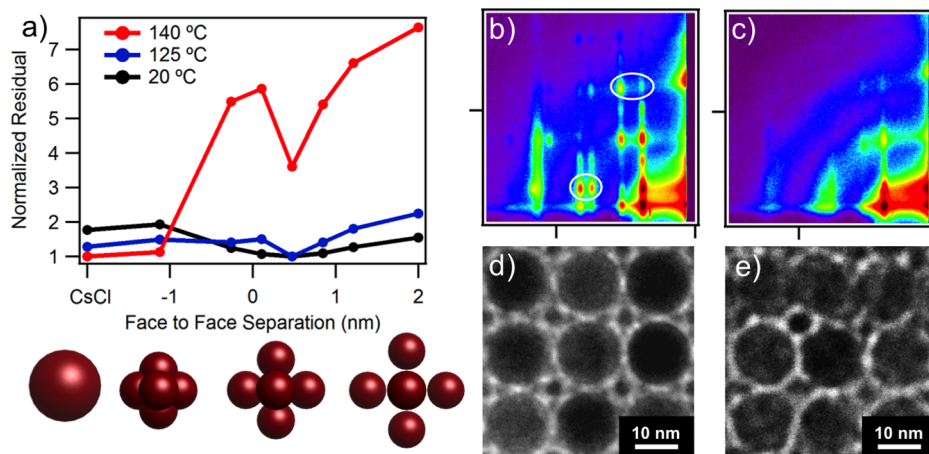 a)
140 ºC
125 ºC
20 ºC
Normalized Residual
7
6
5
4
3
2
1
CsCl
-1
0
1
2
Face to Face Separation (nm)
b)
c)
d)
10 nm
e)
10 nm